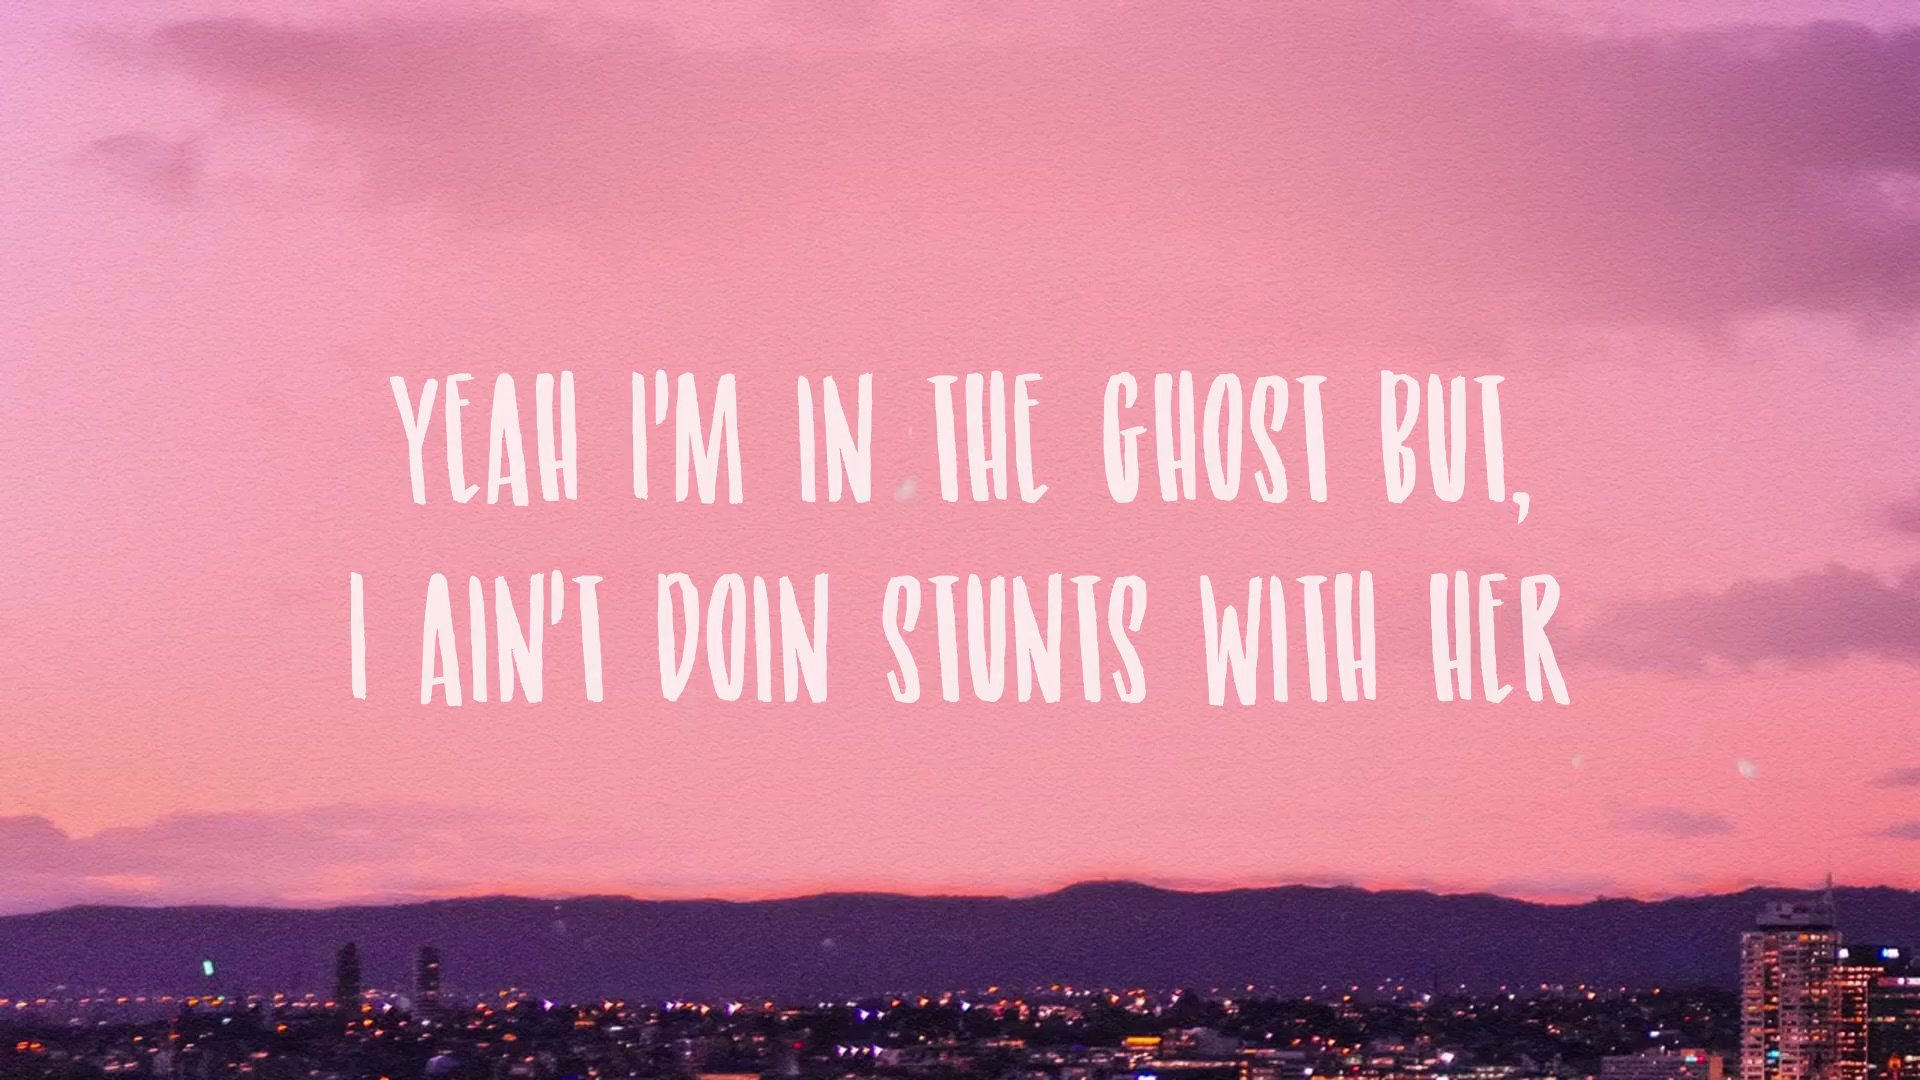 YEAH I'M IN THE GHOST BUT,
I AIN'T DOIN STUNTS WITH HER